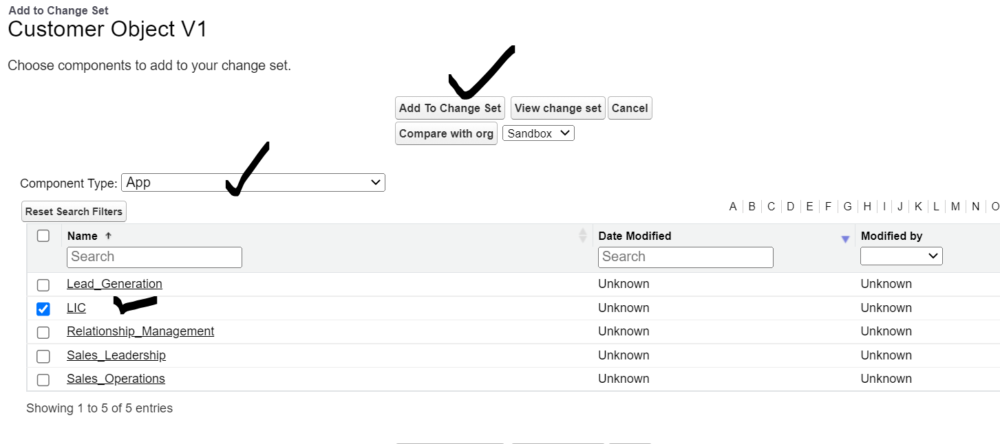 Add to Change Set
Customer Object V1
Choose components to add to your change set.
Add To Change Set View change set Cancel
Compare with org Sandbox
Component Type: App
Reset Search Filters A B C D E F G H I J K L M N O
Name Date Modified Modified by
Search Search
Lead_Generation Unknown Unknown
LIC Unknown Unknown
Relationship_Management Unknown Unknown
Sales_Leadership Unknown Unknown
Sales_Operations Unknown Unknown
Showing 1 to 5 of 5 entries